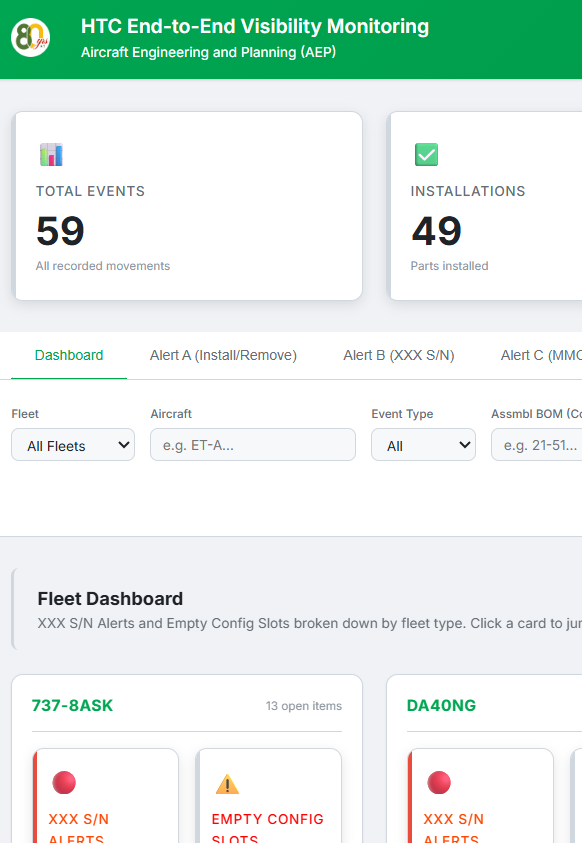 80 yrs
HTC End-to-End Visibility Monitoring
Aircraft Engineering and Planning (AEP)
TOTAL EVENTS
59
All recorded movements
INSTALLATIONS
49
Parts installed
Dashboard Alert A (Install/Remove) Alert B (XXX S/N) Alert C (MMC
Fleet Aircraft Event Type Assmbl BOM (Co
All Fleets e.g. ET-A... All e.g. 21-51...
Fleet Dashboard
XXX S/N Alerts and Empty Config Slots broken down by fleet type. Click a card to jur
737-8ASK 13 open items
XXX S/N
ALERTS
EMPTY CONFIG
SLOTS
DA40NG
XXX S/N
ALERTS